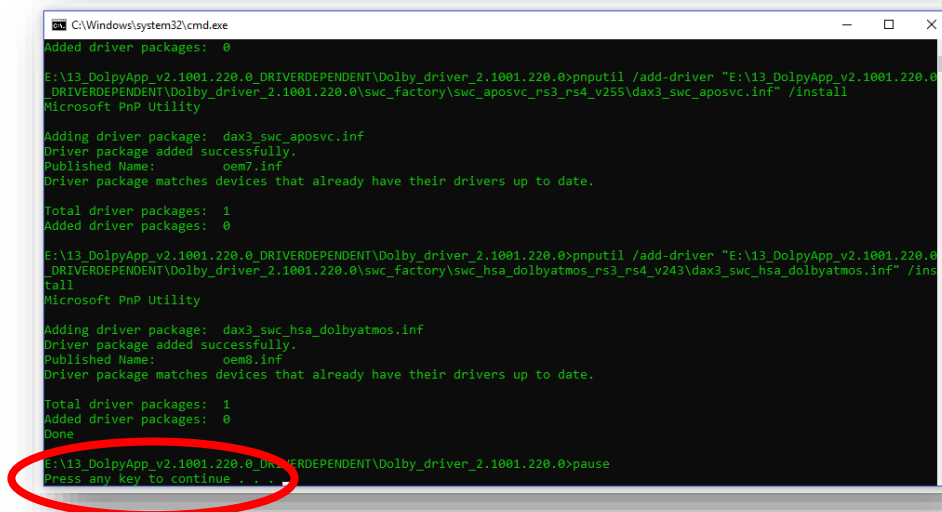 C:\Windows\system32\cmd.exe
Added driver packages:  0
E:\13_DolpyApp_v2.1001.220.0_DRIVERDEPENDENT\Dolby_driver_2.1001.220.0>pnputil /add-driver "E:\13_DolpyApp_v2.1001.220.0
_DRIVERDEPENDENT\Dolby_driver_2.1001.220.0\swc_factory\swc_aposvc_rs3_rs4_v255\dax3_swc_aposvc.inf" /install
Microsoft PnP Utility
Adding driver package:  dax3_swc_aposvc.inf
Driver package added successfully.
Published Name:         oem7.inf
Driver package matches devices that already have their drivers up to date.
Total driver packages:  1
Added driver packages:  0
E:\13_DolpyApp_v2.1001.220.0_DRIVERDEPENDENT\Dolby_driver_2.1001.220.0>pnputil /add-driver "E:\13_DolpyApp_v2.1001.220.0
_DRIVERDEPENDENT\Dolby_driver_2.1001.220.0\swc_factory\swc_hsa_dolbyatmos_rs3_rs4_v243\dax3_swc_hsa_dolbyatmos.inf" /ins
tall
Microsoft PnP Utility
Adding driver package:  dax3_swc_hsa_dolbyatmos.inf
Driver package added successfully.
Published Name:         oem8.inf
Driver package matches devices that already have their drivers up to date.
Total driver packages:  1
Added driver packages:  0
Done
E:\13_DolpyApp_v2.1001.220.0_DRIVERDEPENDENT\Dolby_driver_2.1001.220.0>pause
Press any key to continue . . .